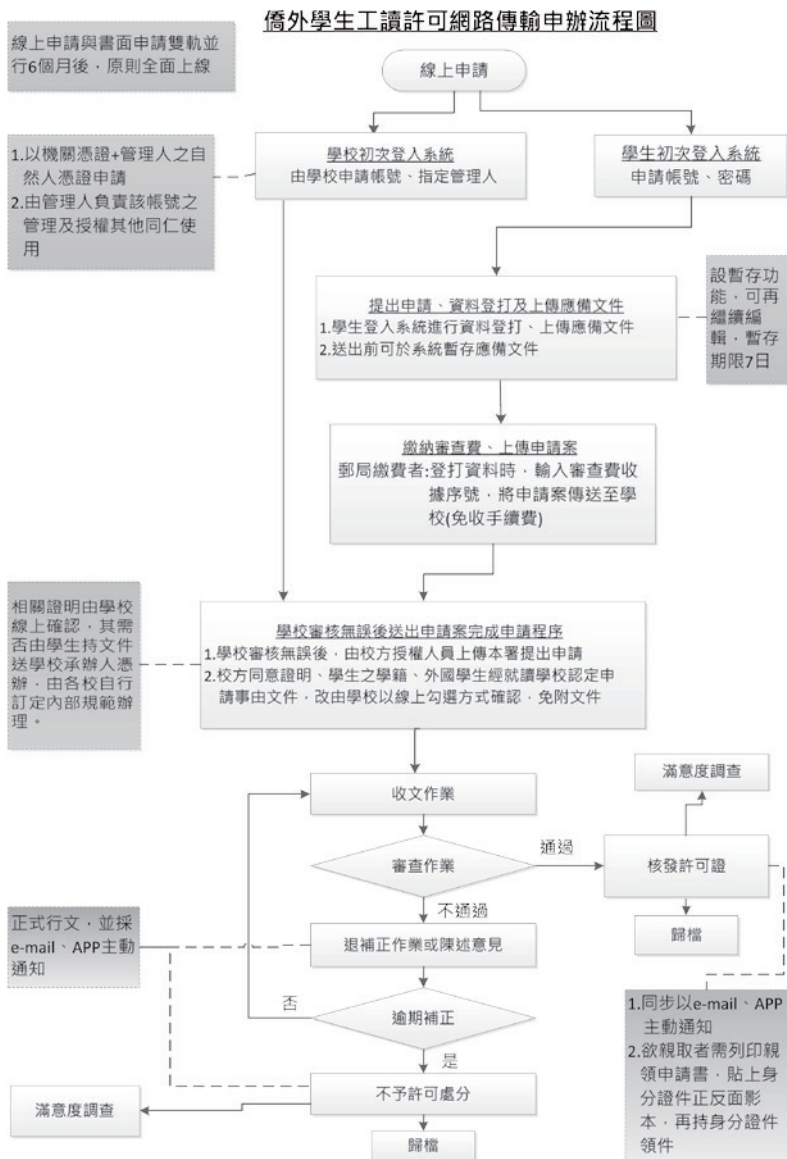 僑外學生工讀許可網路傳輸申辦流程圖
線上申請與書面申請雙軌並
行6個月後，原則全面上線
線上申請
1.以機關憑證+管理人之自
然人憑證申請
2.由管理人負責該帳號之
管理及授權其他同仁使
用
學校初次登入系統
由學校申請帳號、指定管理人
學生初次登入系統
申請帳號、密碼
提出申請、資料登打及上傳應備文件
1.學生登入系統進行資料登打、上傳應備文件
2.送出前可於系統暫存應備文件
設暫存功
能，可再
繼續編
輯，暫存
期限7日
繳納審查費、上傳申請案
郵局繳費者:登打資料時，輸入審查費收
據序號，將申請案傳送至學
校(免收手續費)
相關證明由學校
線上確認，其需
否由學生持文件
送學校承辦人憑
辦，由各校自行
訂定內部規範辦
理。
學校審核無誤後送出申請案完成申請程序
1.學校審核無誤後，由校方授權人員上傳本署提出申請
2.校方同意證明、學生之學籍、外國學生經就讀學校認定申
請事由文件，改由學校以線上勾選方式確認，免附文件
收文作業
滿意度調查
審查作業
通過
核發許可證
不通過
歸檔
正式行文，並採
e-mail、APP主動
通知
退補正作業或陳述意見
否
逾期補正
是
1.同步以e-mail、APP
主動通知
2.欲親取者需列印親
領申請書，貼上身
分證件正反面影
本，再持身分證件
領件
滿意度調查
不予許可處分
歸檔